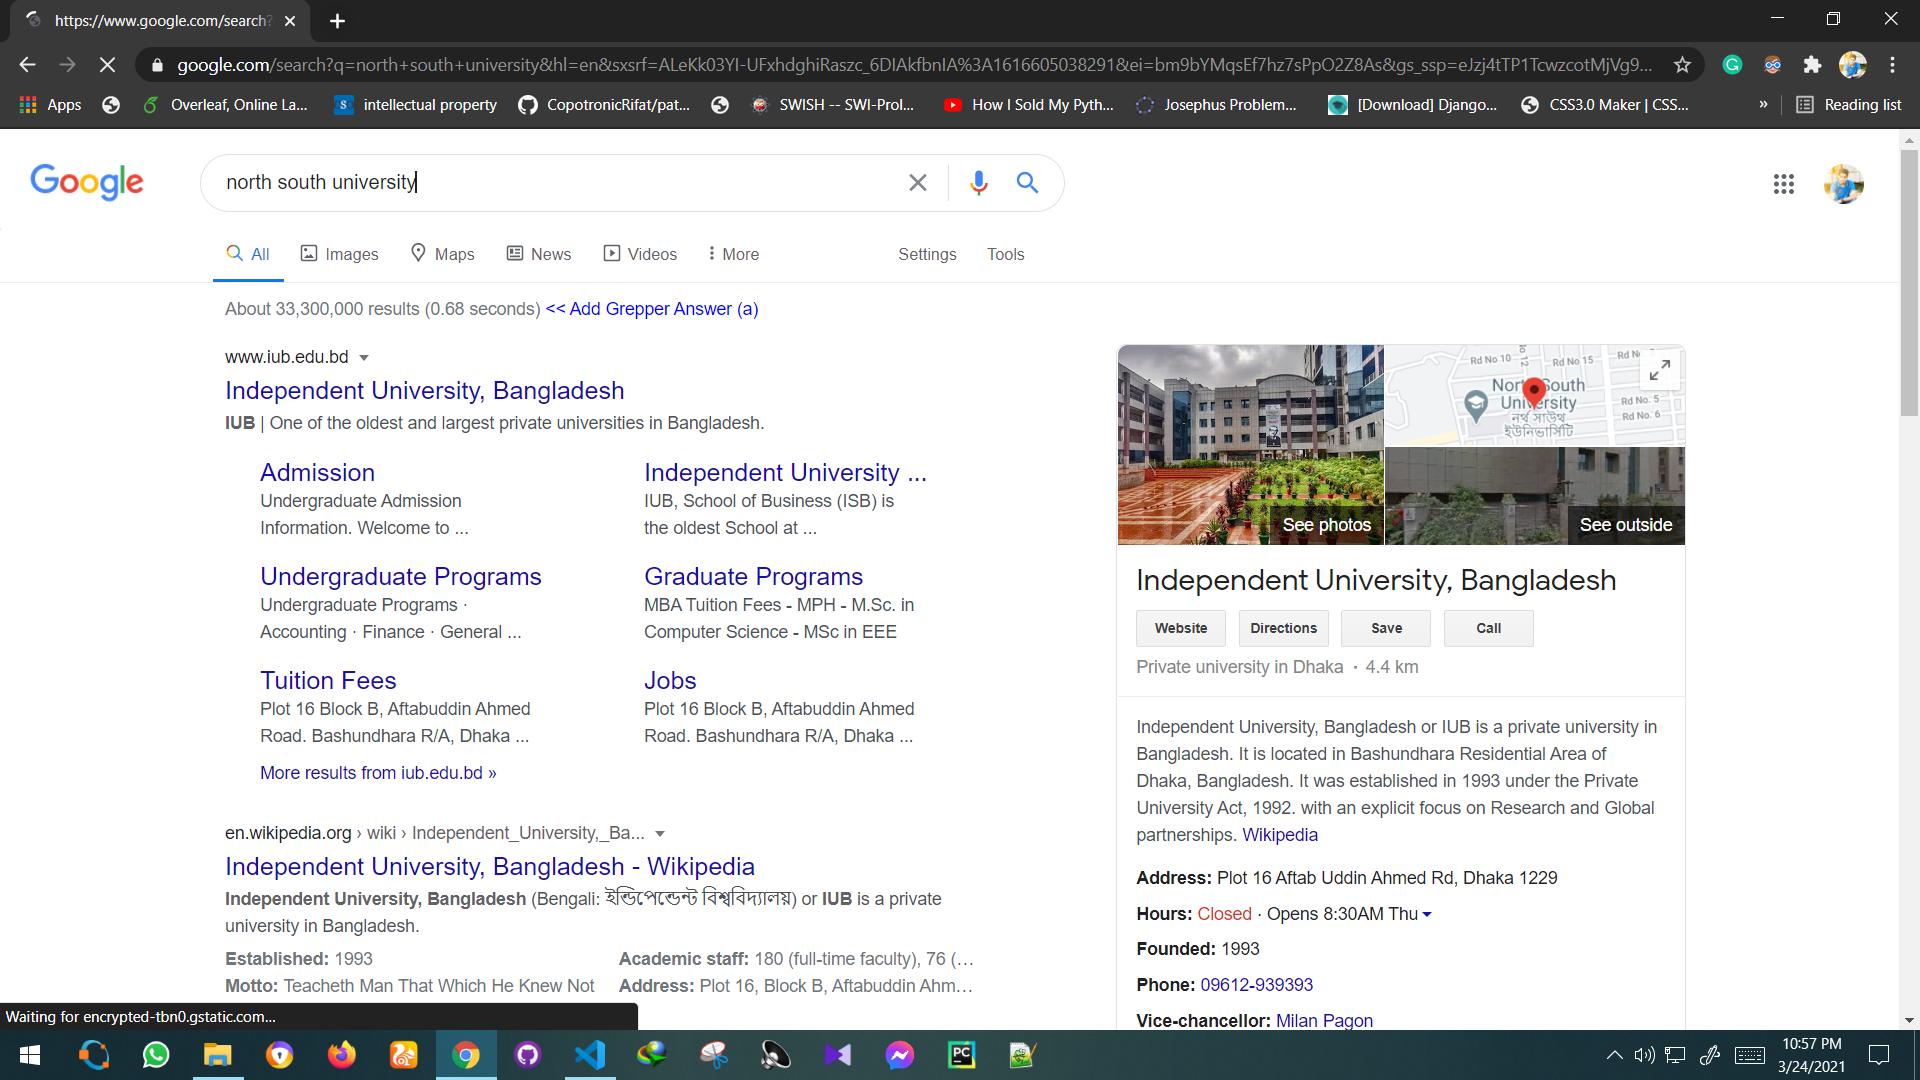 https://www.google.com/search?
google.com/search?q=north+south+university&hl=en&sxsrf=ALeKk03YI-UFxhdghiRaszc_6DIAkfbnIA%3A1616605038291&ei=bm9bYMqsEf7hz7sPpO2Z8As&gs_ssp=eJzj4tTP1TcwzcotMjVg9...
Apps Overleaf, Online La... intellectual property CopotronicRifat/pat... SWISH -- SWI-Prol... How I Sold My Pyth... Josephus Problem... [Download] Django... CSS3.0 Maker | CSS... » Reading list
Google
north south university
All Images Maps News Videos More Settings Tools
About 33,300,000 results (0.68 seconds) << Add Grepper Answer (a)
www.iub.edu.bd
Independent University, Bangladesh
IUB | One of the oldest and largest private universities in Bangladesh.
Admission
Undergraduate Admission
Information. Welcome to ...
Independent University ...
IUB, School of Business (ISB) is
the oldest School at ...
Undergraduate Programs
Undergraduate Programs ·
Accounting · Finance · General ...
Graduate Programs
MBA Tuition Fees - MPH - M.Sc. in
Computer Science - MSc in EEE
Tuition Fees
Plot 16 Block B, Aftabuddin Ahmed
Road. Bashundhara R/A, Dhaka ...
Jobs
Plot 16 Block B, Aftabuddin Ahmed
Road. Bashundhara R/A, Dhaka ...
More results from iub.edu.bd »
en.wikipedia.org › wiki › Independent_University,_Ba...
Independent University, Bangladesh - Wikipedia
Independent University, Bangladesh (Bengali: ইন্ডিপেন্ডেন্ট বিশ্ববিদ্যালয়) or IUB is a private
university in Bangladesh.
Established: 1993
Academic staff: 180 (full-time faculty), 76 (…
Motto: Teacheth Man That Which He Knew Not
Address: Plot 16, Block B, Aftabuddin Ahm…
Rd No 10
Rd No 15
North South
University
নর্থ সাউথ
ইউনিভার্সিটি
Rd No. 5
Rd No. 6
See photos
See outside
Independent University, Bangladesh
Website Directions Save Call
Private university in Dhaka · 4.4 km
Independent University, Bangladesh or IUB is a private university in
Bangladesh. It is located in Bashundhara Residential Area of
Dhaka, Bangladesh. It was established in 1993 under the Private
University Act, 1992. with an explicit focus on Research and Global
partnerships. Wikipedia
Address: Plot 16 Aftab Uddin Ahmed Rd, Dhaka 1229
Hours: Closed · Opens 8:30AM Thu
Founded: 1993
Phone: 09612-939393
Vice-chancellor: Milan Pagon
Waiting for encrypted-tbn0.gstatic.com...
10:57 PM
3/24/2021